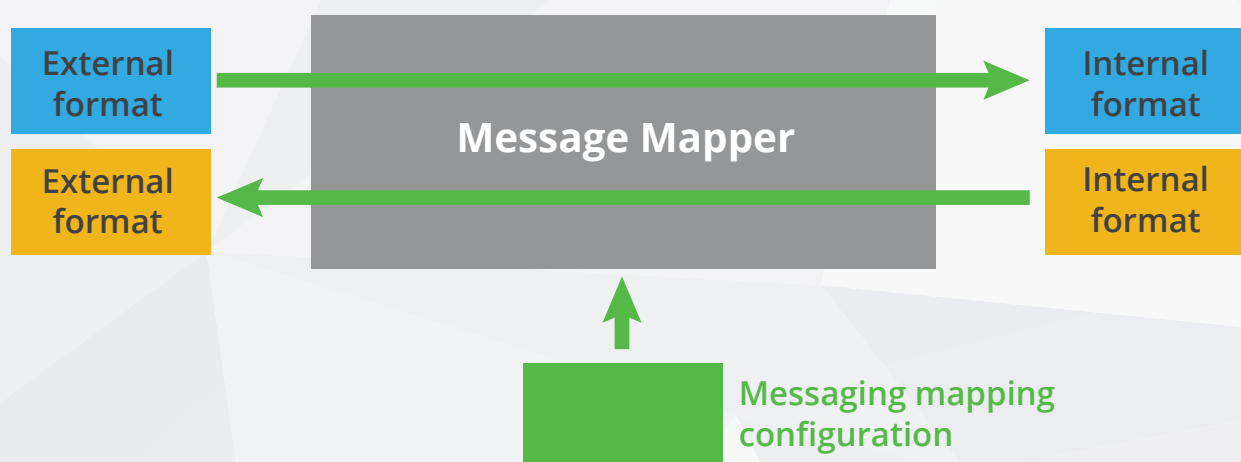 External
format
Internal
format
Message Mapper
External
format
Internal
format
Messaging mapping
configuration